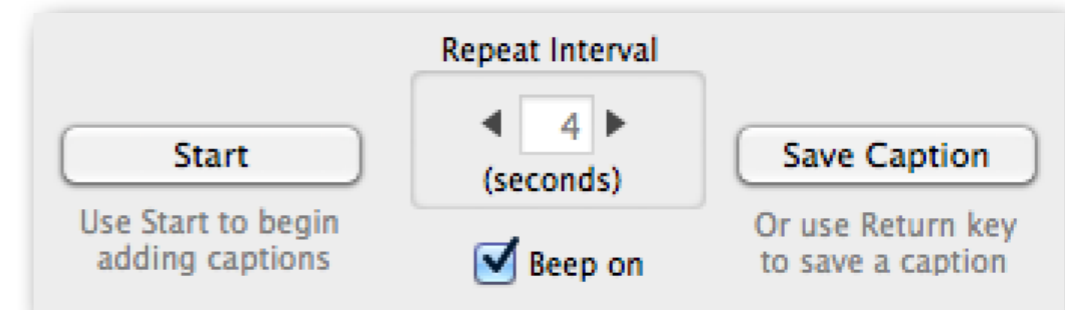 Repeat Interval
4
(seconds)
Start
Use Start to begin
adding captions
Beep on
Save Caption
Or use Return key
to save a caption